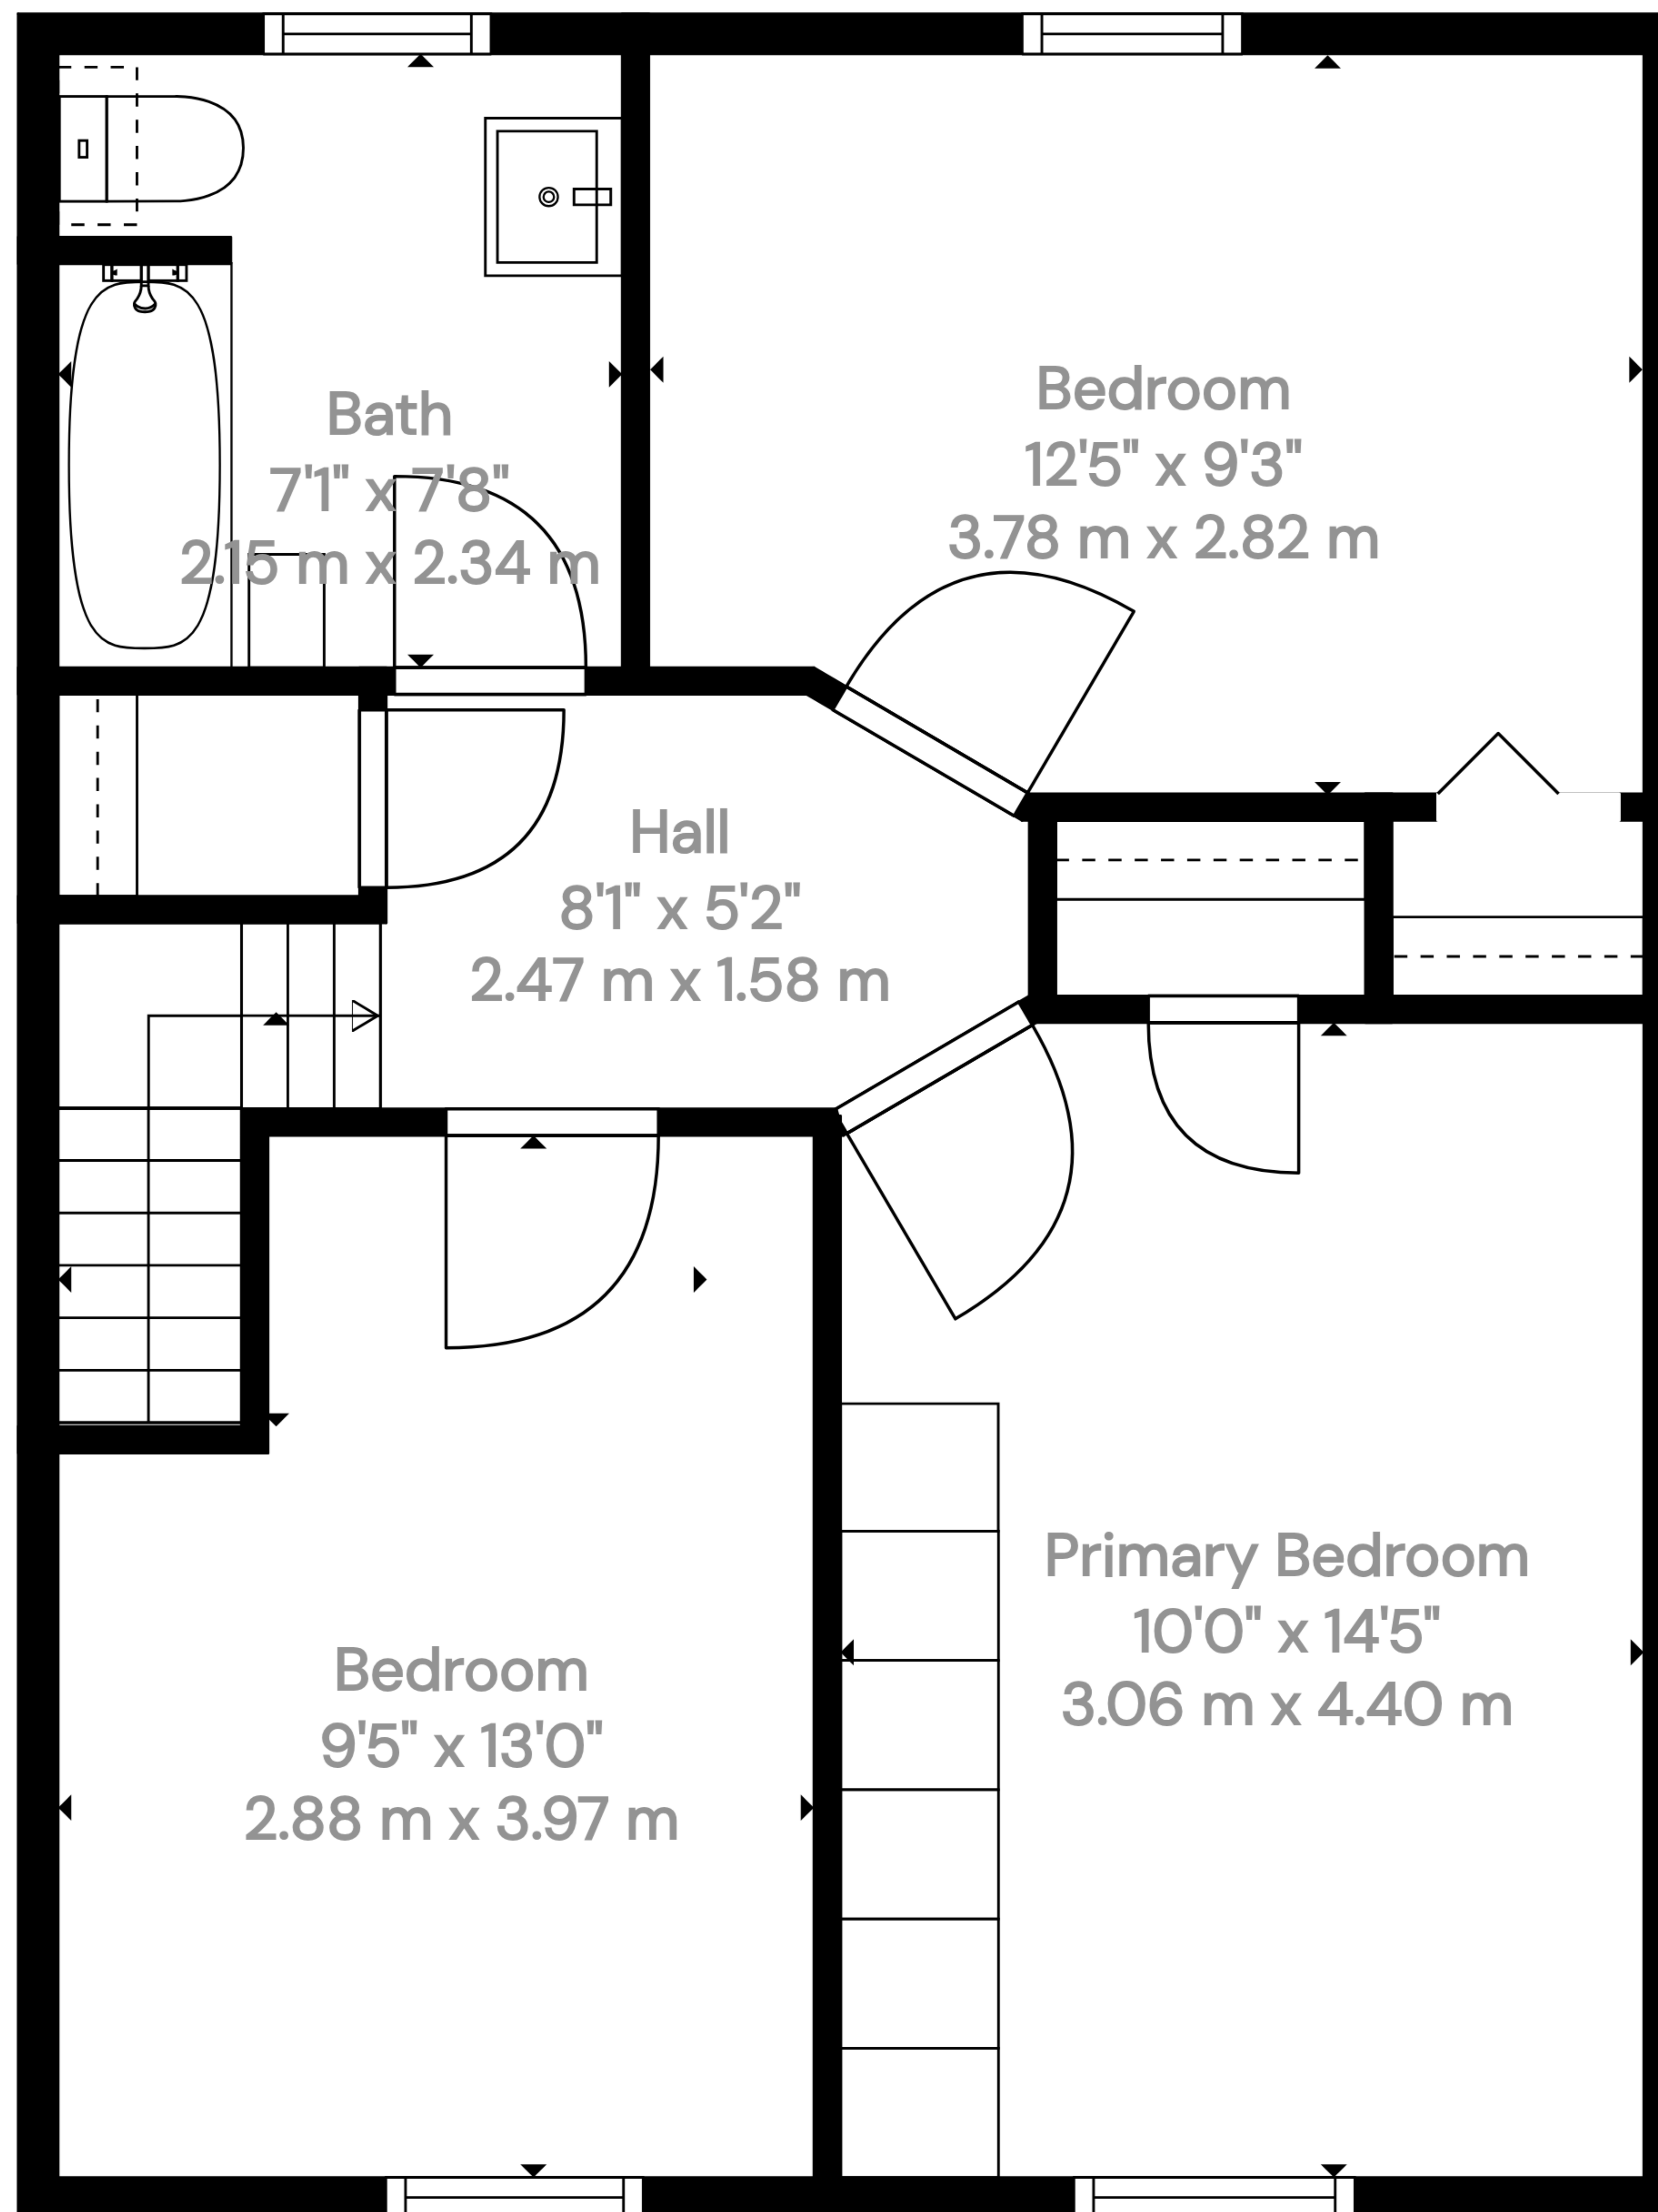 Bath
7'1" x 7'8"
2.15 m x 2.34 m
Bedroom
12'5" x 9'3"
3.78 m x 2.82 m
Hall
8'1" x 5'2"
2.47 m x 1.58 m
Primary Bedroom
10'0" x 14'5"
3.06 m x 4.40 m
Bedroom
9'5" x 13'0"
2.88 m x 3.97 m